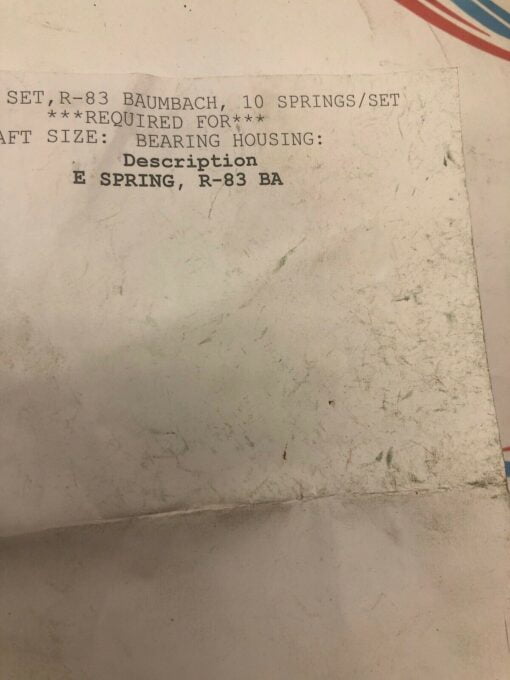 SET,R-83 BAUMBACH, 10 SPRINGS/SET
***REQUIRED FOR***
AFT SIZE: BEARING HOUSING:
Description
E SPRING, R-83 BA